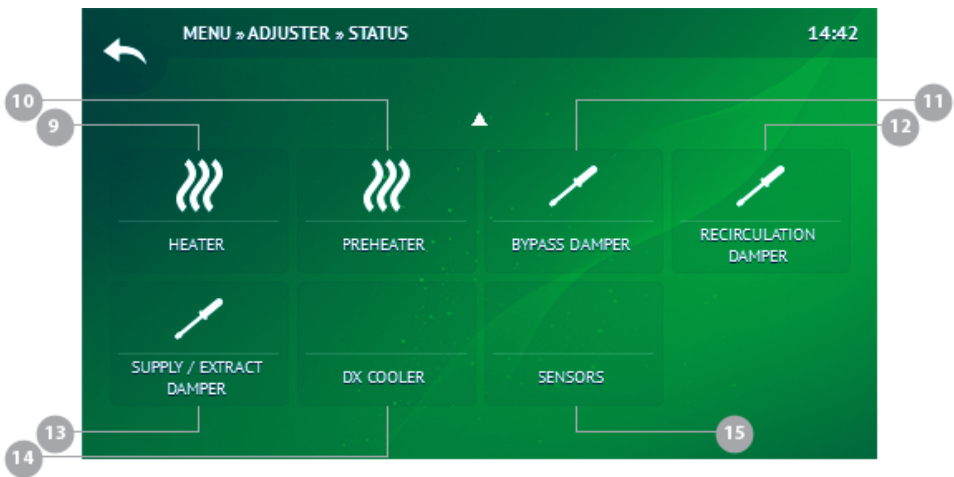 MENU » ADJUSTER » STATUS
14:42
10
9
11
12
HEATER
PREHEATER
BYPASS DAMPER
RECIRCULATION
DAMPER
SUPPLY / EXTRACT
DAMPER
DX COOLER
SENSORS
13
14
15